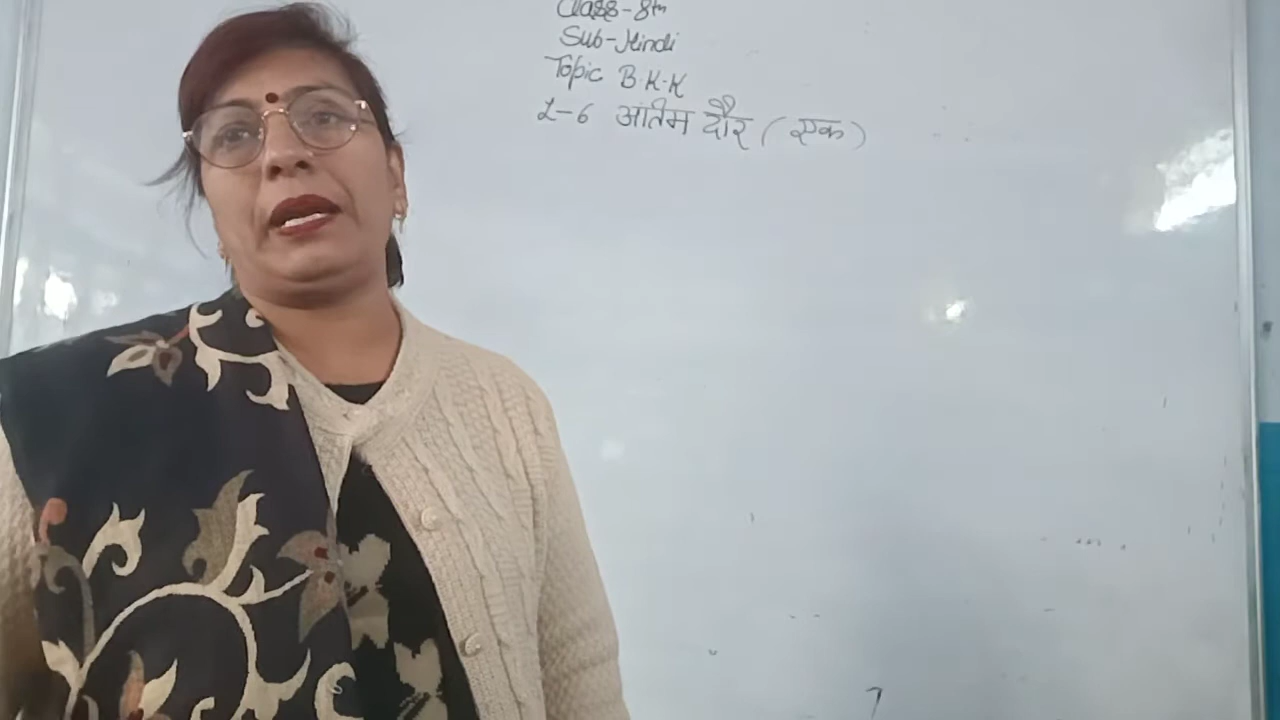 Class-8th
Sub-Hindi
Topic B.K.K
L-6 अंतिम दौर (एक)